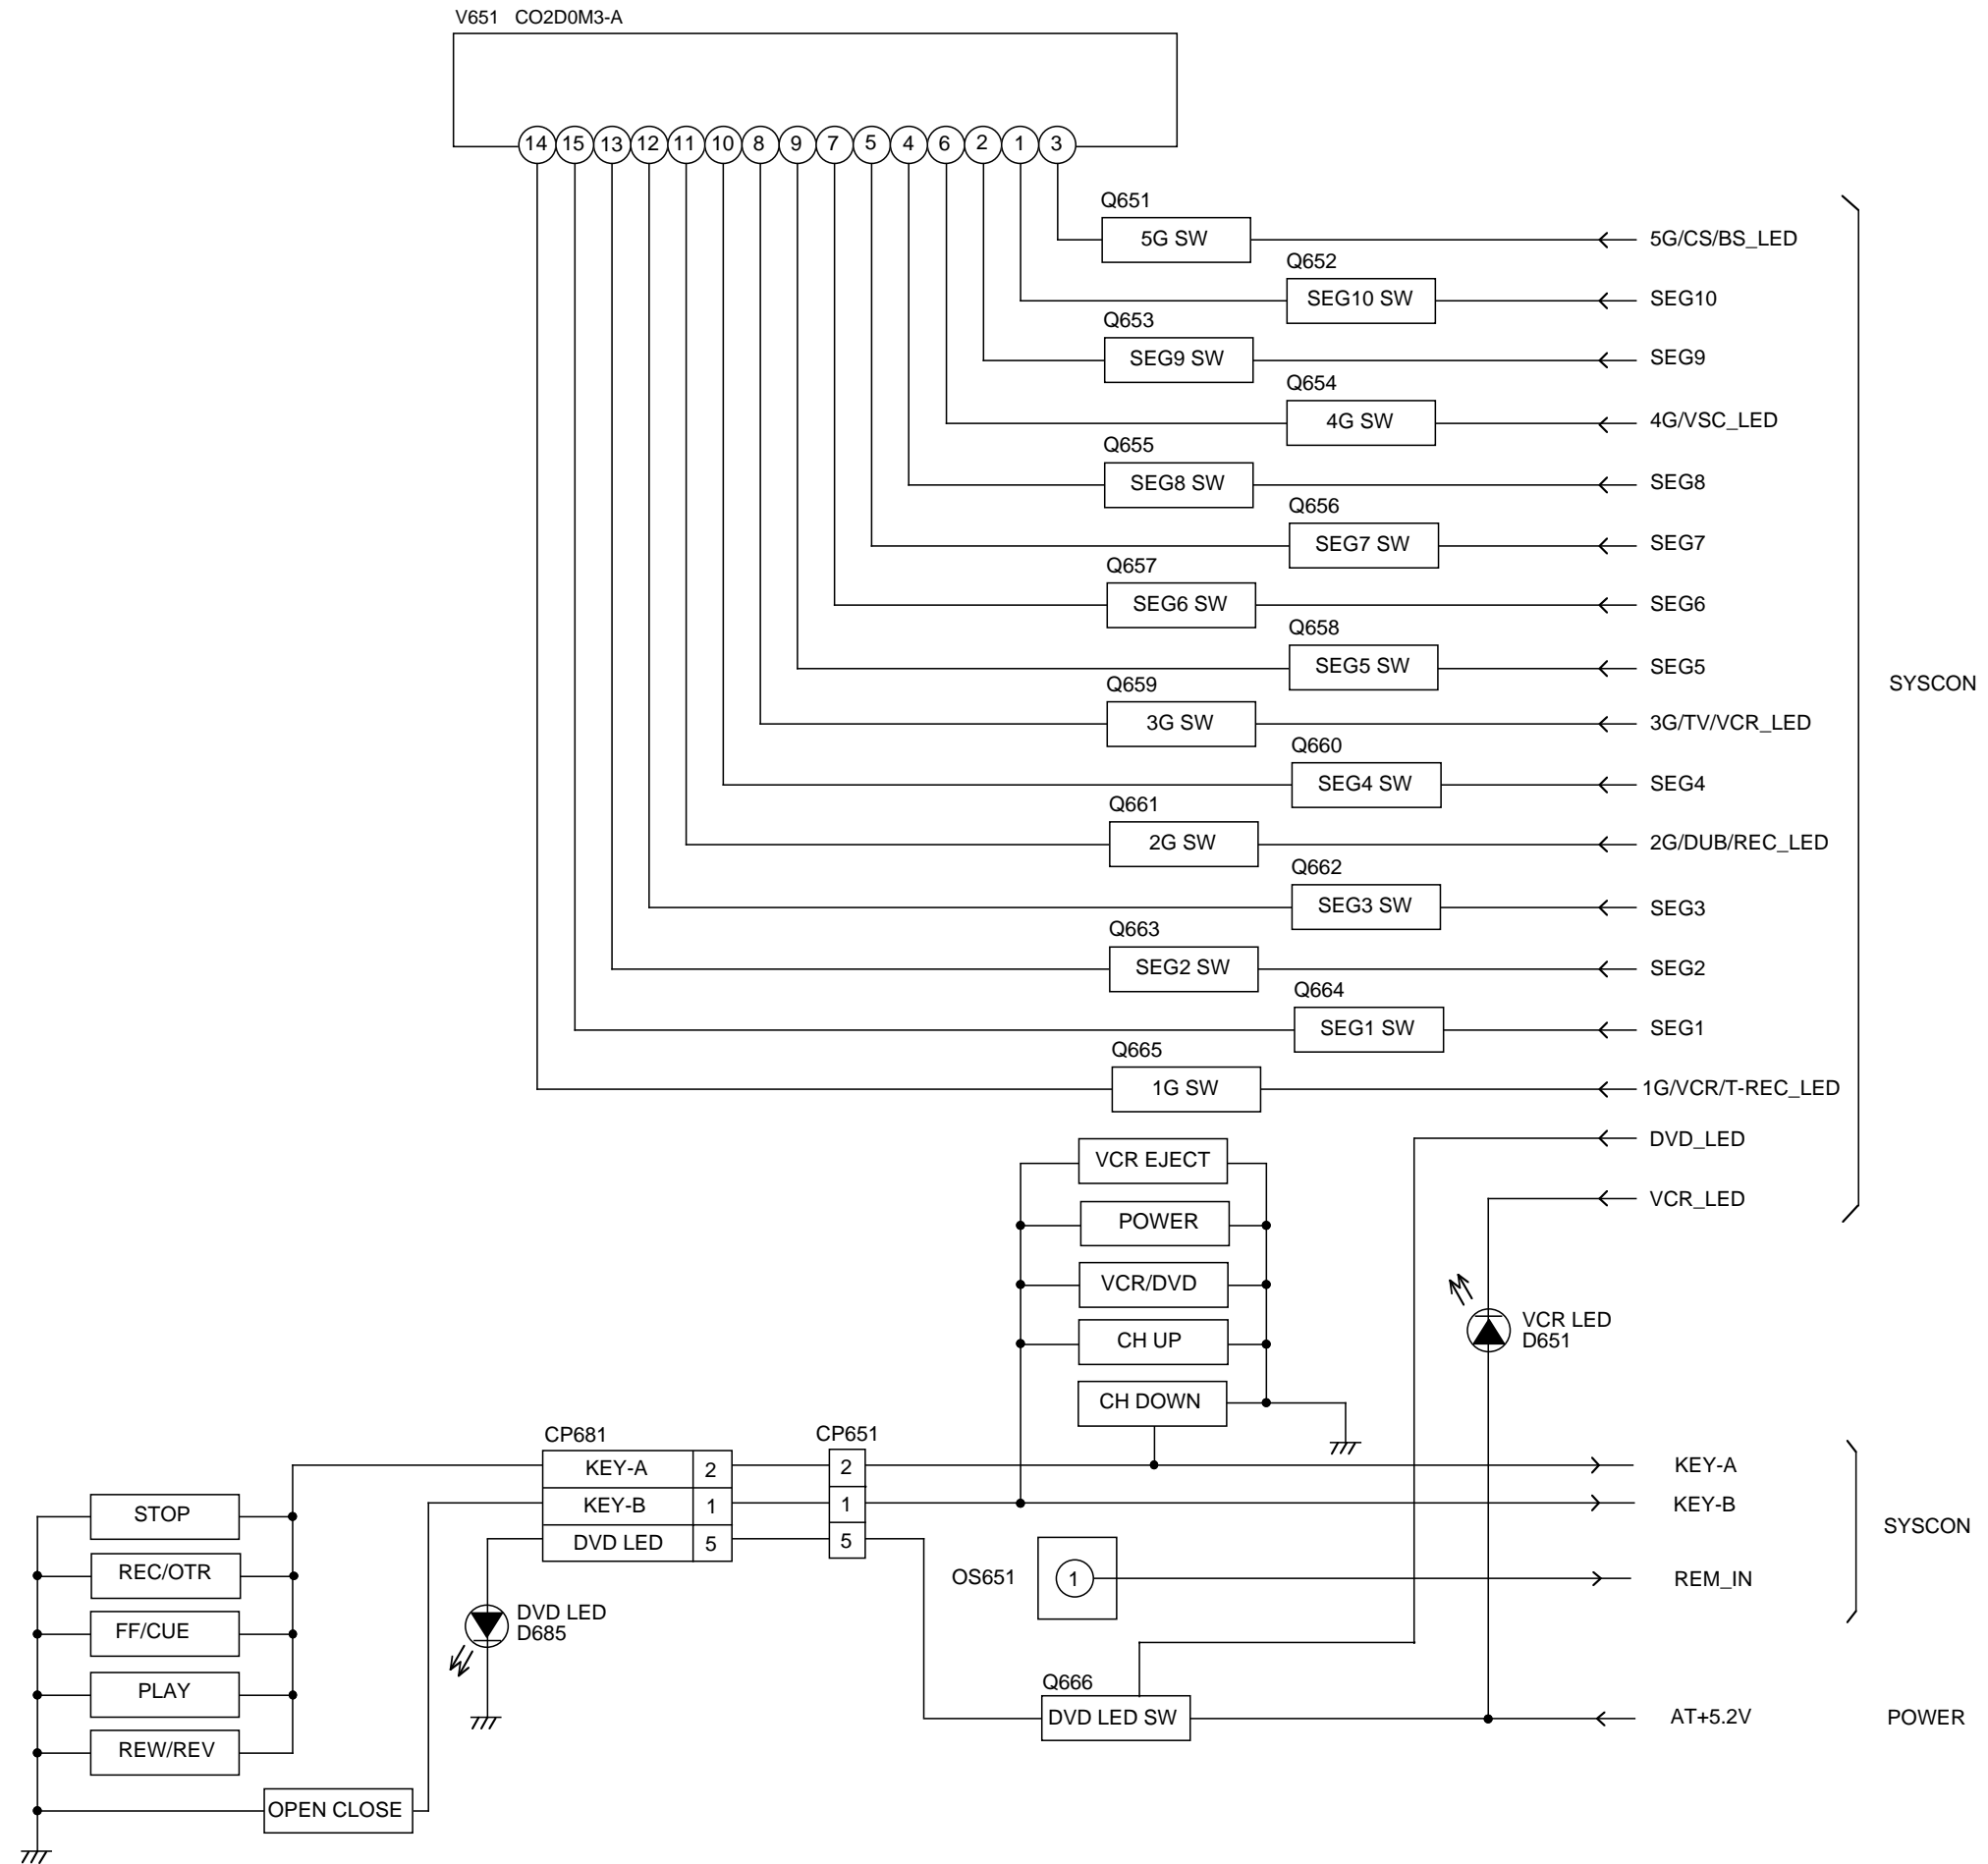 V651 CO2D0M3-A
14 15 13 12 11 10 8 9 7 5 4 6 2 1 3
Q651
5G SW
5G/CS/BS_LED
Q652
SEG10 SW
SEG10
Q653
SEG9 SW
SEG9
Q654
4G SW
4G/VSC_LED
Q655
SEG8 SW
SEG8
Q656
SEG7 SW
SEG7
Q657
SEG6 SW
SEG6
Q658
SEG5 SW
SEG5
SYSCON
Q659
3G SW
3G/TV/VCR_LED
Q660
SEG4 SW
SEG4
Q661
2G SW
2G/DUB/REC_LED
Q662
SEG3 SW
SEG3
Q663
SEG2 SW
SEG2
Q664
SEG1 SW
SEG1
Q665
1G SW
1G/VCR/T-REC_LED
DVD_LED
VCR EJECT
VCR_LED
POWER
VCR/DVD
CH UP
VCR LED
D651
CH DOWN
CP681
CP651
KEY-A 2
2
KEY-A
KEY-B 1
1
KEY-B
DVD LED 5
5
SYSCON
STOP
REC/OTR
FF/CUE
PLAY
REW/REV
OPEN CLOSE
DVD LED
D685
OS651
1
REM_IN
Q666
DVD LED SW
AT+5.2V
POWER